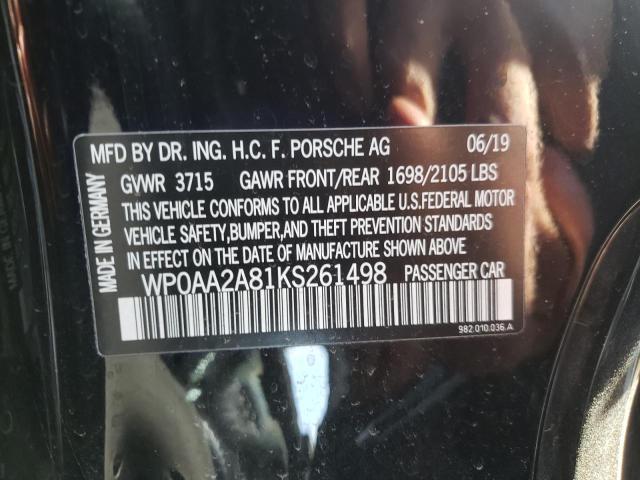 MFD BY DR. ING. H.C. F. PORSCHE AG 06/19
GVWR 3715 GAWR FRONT/REAR 1698/2105 LBS
THIS VEHICLE CONFORMS TO ALL APPLICABLE U.S.FEDERAL MOTOR
VEHICLE SAFETY,BUMPER,AND THEFT PREVENTION STANDARDS
IN EFFECT ON THE DATE OF MANUFACTURE SHOWN ABOVE
WP0AA2A81KS261498 PASSENGER CAR
982.010.036.A
MADE IN GERMANY